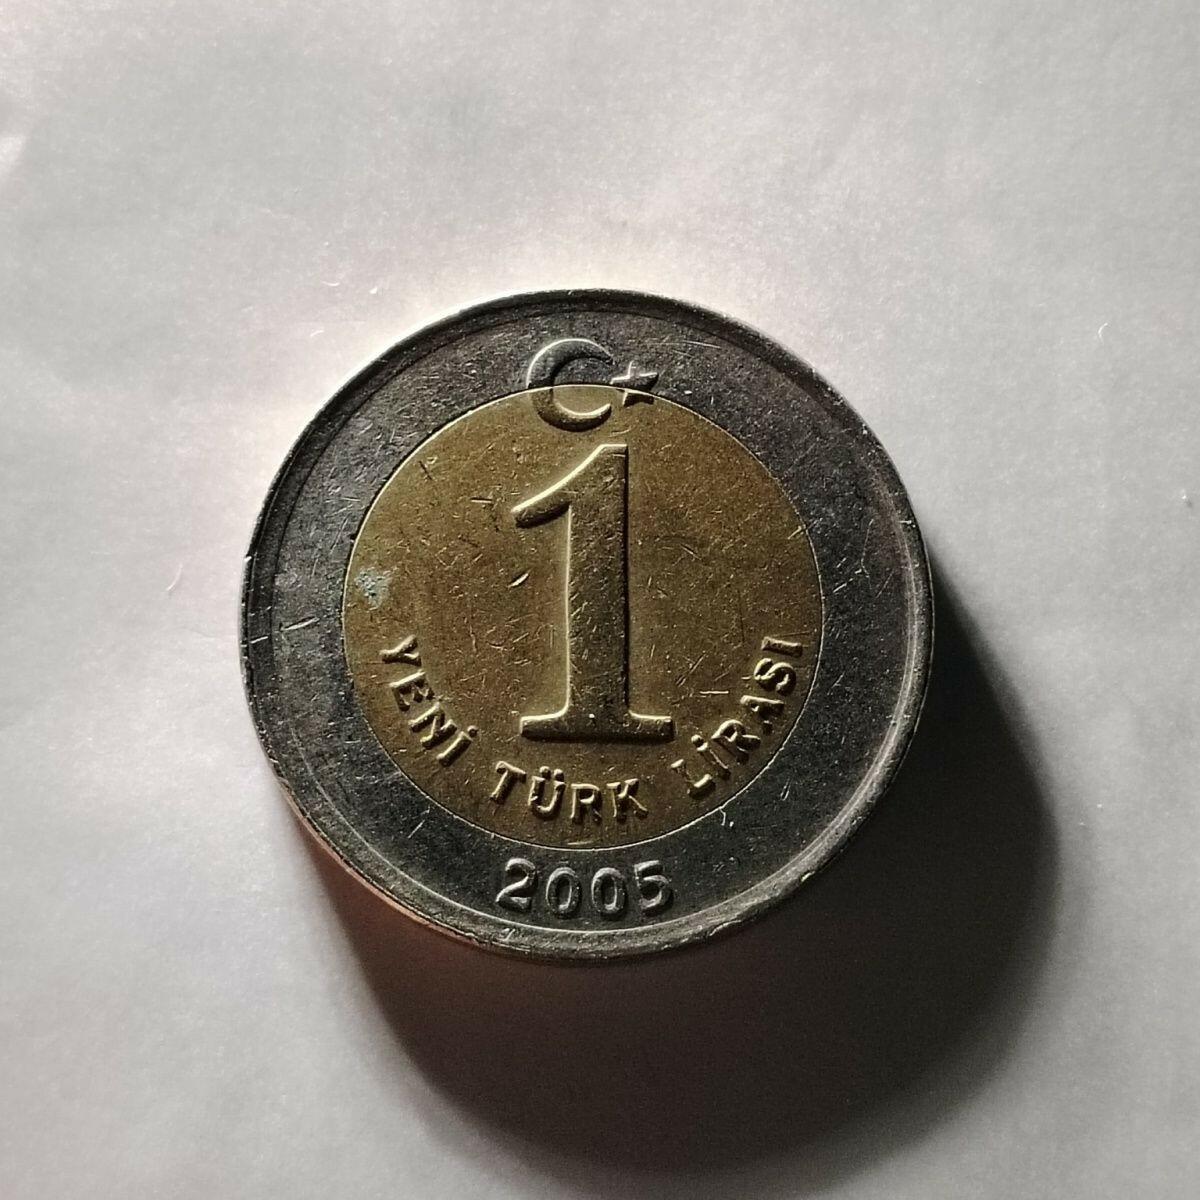 1
YENİ TÜRK LİRASI
2005